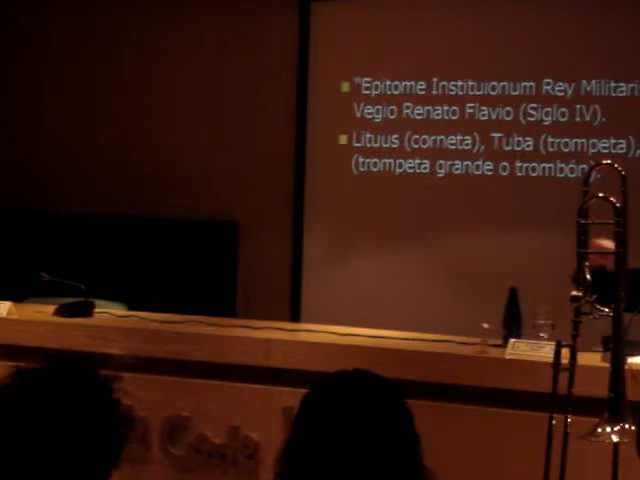 “Epitome Instituionum Rey Militari
Vegio Renato Flavio (Siglo IV).
Lituus (corneta), Tuba (trompeta),
(trompeta grande o trombón).